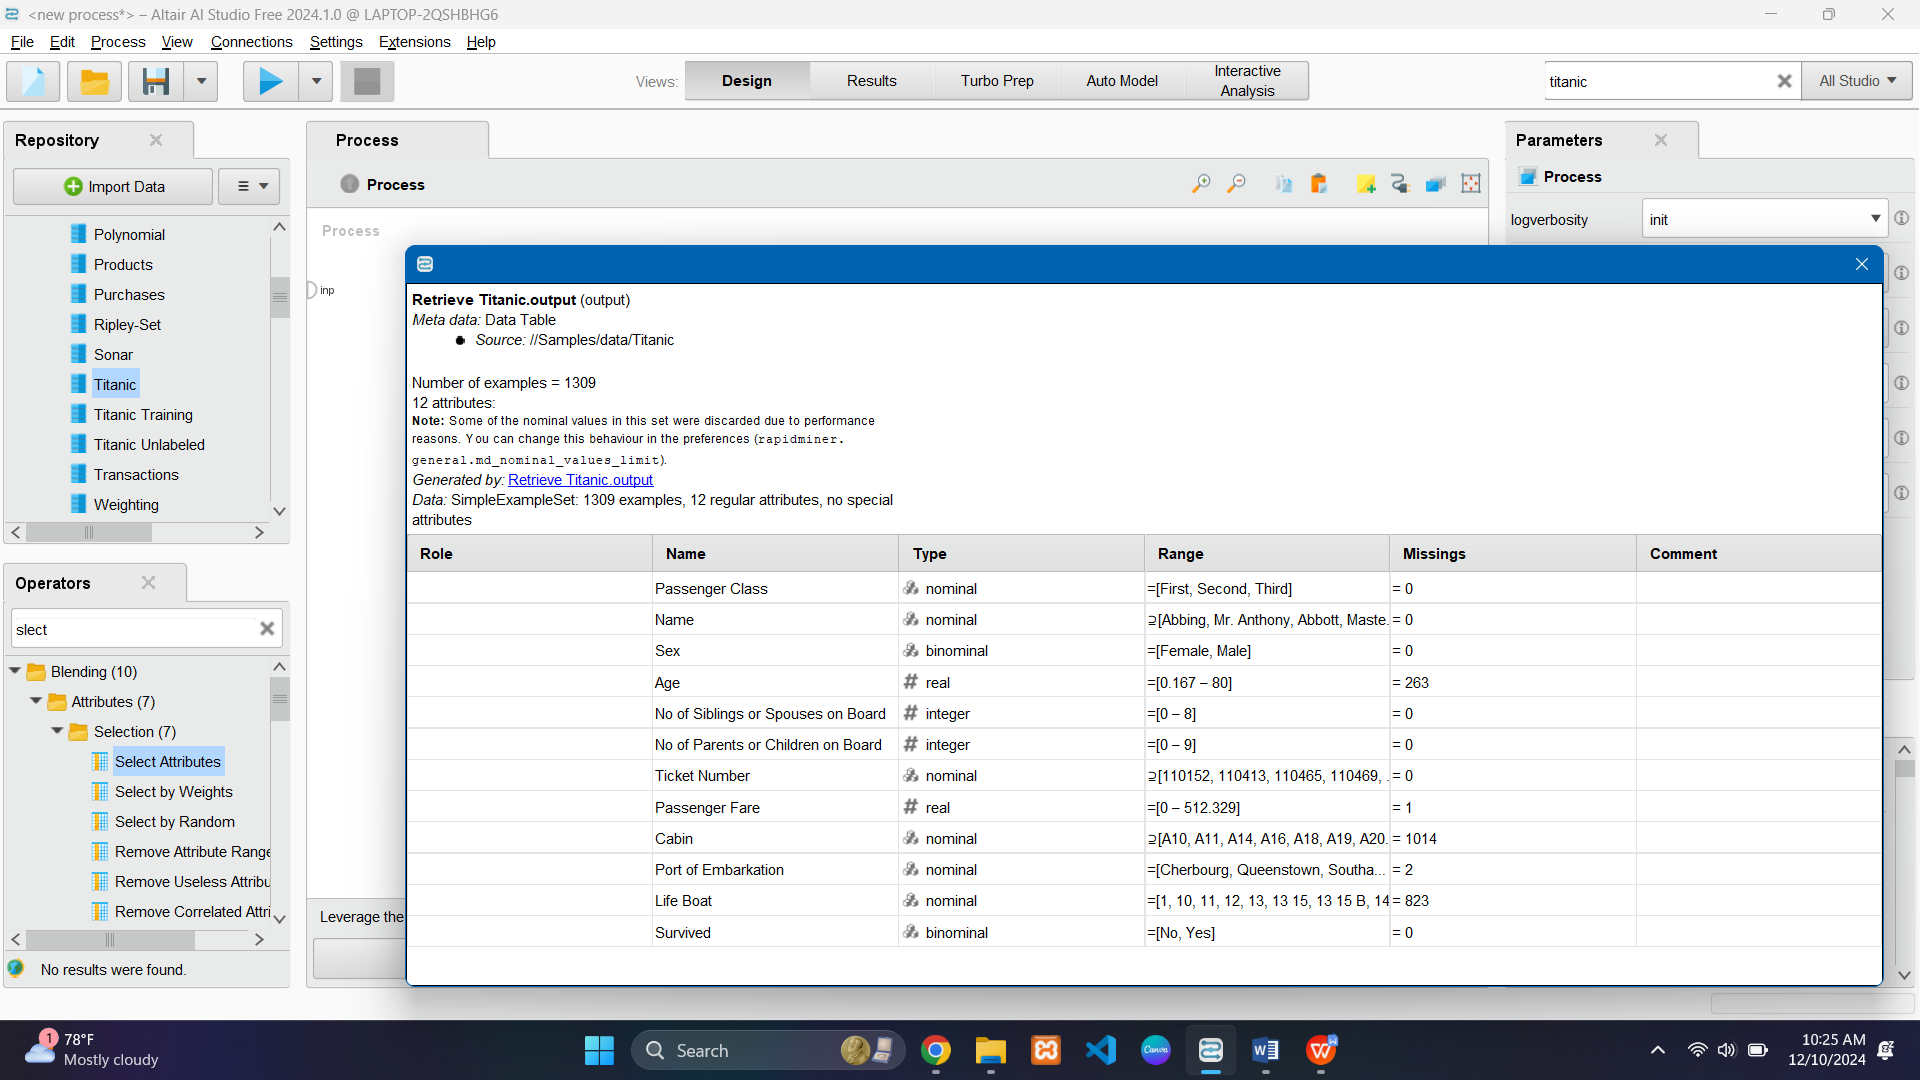 <new process*> – Altair AI Studio Free 2024.1.0 @ LAPTOP-2QSHBHG6
File Edit Process View Connections Settings Extensions Help
Views:
Design
Results
Turbo Prep
Auto Model
Interactive
Analysis
titanic
All Studio
Repository
Import Data
Polynomial
Products
Purchases
Ripley-Set
Sonar
Titanic
Titanic Training
Titanic Unlabeled
Transactions
Weighting
Operators
slect
Blending (10)
Attributes (7)
Selection (7)
Select Attributes
Select by Weights
Select by Random
Remove Attribute Range
Remove Useless Attribu
Remove Correlated Attri
No results were found.
Process
Process
Process
inp
Leverage the
Parameters
Process
logverbosity
init
Retrieve Titanic.output (output)
Meta data: Data Table
Source: //Samples/data/Titanic
Number of examples = 1309
12 attributes:
Note: Some of the nominal values in this set were discarded due to performance
reasons. You can change this behaviour in the preferences (rapidminer.
general.md_nominal_values_limit).
Generated by: Retrieve Titanic.output
Data: SimpleExampleSet: 1309 examples, 12 regular attributes, no special
attributes
Role Name Type Range Missings Comment
Passenger Class nominal =[First, Second, Third] = 0
Name nominal ⊇[Abbing, Mr. Anthony, Abbott, Maste. = 0
Sex binominal =[Female, Male] = 0
Age real =[0.167 – 80] = 263
No of Siblings or Spouses on Board integer =[0 – 8] = 0
No of Parents or Children on Board integer =[0 – 9] = 0
Ticket Number nominal ⊇[110152, 110413, 110465, 110469, . = 0
Passenger Fare real =[0 – 512.329] = 1
Cabin nominal ⊇[A10, A11, A14, A16, A18, A19, A20. = 1014
Port of Embarkation nominal =[Cherbourg, Queenstown, Southa... = 2
Life Boat nominal =[1, 10, 11, 12, 13, 13 15, 13 15 B, 14 = 823
Survived binominal =[No, Yes] = 0
1
78°F
Mostly cloudy
Search
Canva
10:25 AM
12/10/2024